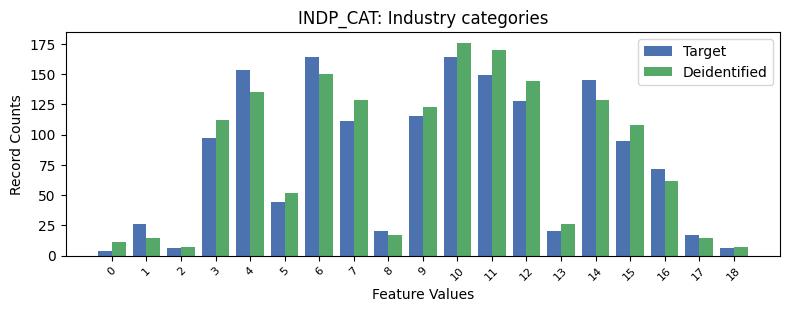 INDP_CAT: Industry categories
Record Counts
175
150
125
100
75
50
25
0
Target
Deidentified
0 1 2 3 4 5 6 7 8 9 10 11 12 13 14 15 16 17 18
Feature Values